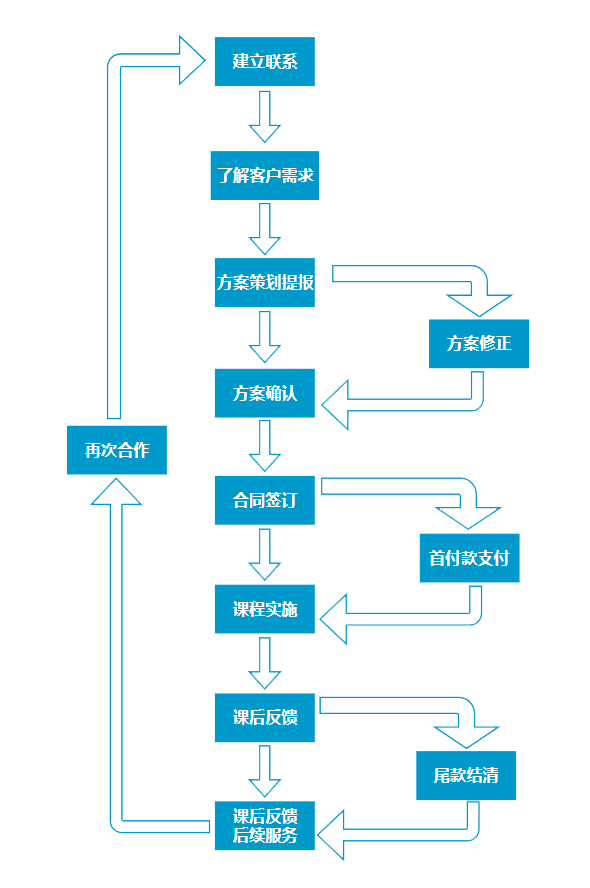 建立联系
了解客户需求
方案策划提报
方案修正
方案确认
再次合作
合同签订
首付款支付
课程实施
课后反馈
尾款结清
课后反馈
后续服务